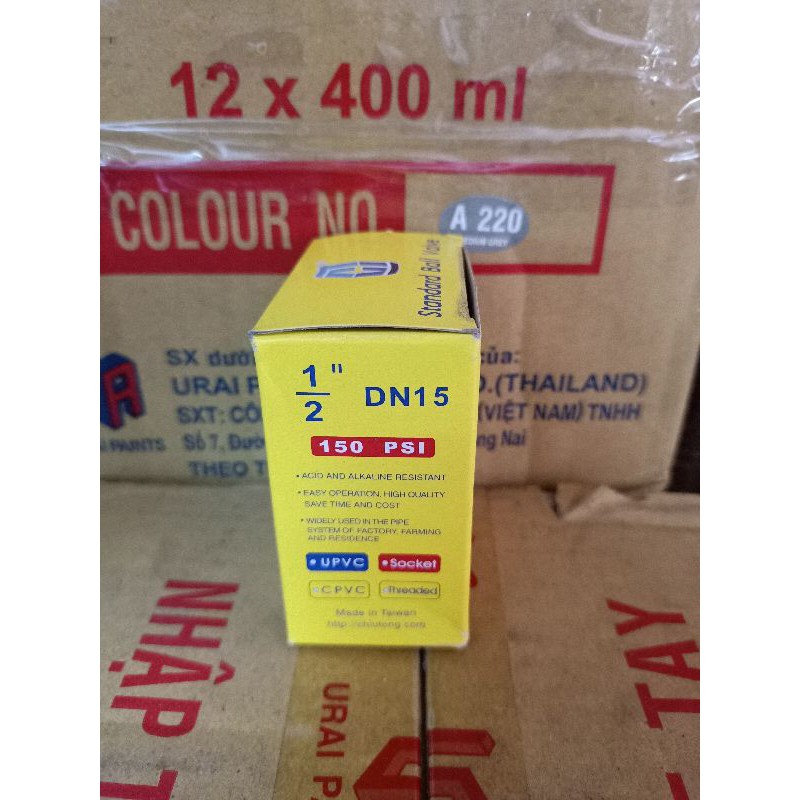 12 x 400 ml
COLOUR NO
A 220
Standard Ball Valve
SX dưới
của:
URAI P
D.(THAILAND)
SXT: CÔ
(VIỆT NAM) TNHH
Số 7, Đườ
ng Nai
THEO T
PAINTS
1/2" DN15
150 PSI
• ACID AND ALKALINE RESISTANT
• EASY OPERATION, HIGH QUALITY
SAVE TIME AND COST
• WIDELY USED IN THE PIPE
SYSTEM OF FACTORY, FARMING
AND RESIDENCE
UPVC Socket
CPVC Threaded
Made in Taiwan
NHẬP T
URAI PA
TAY